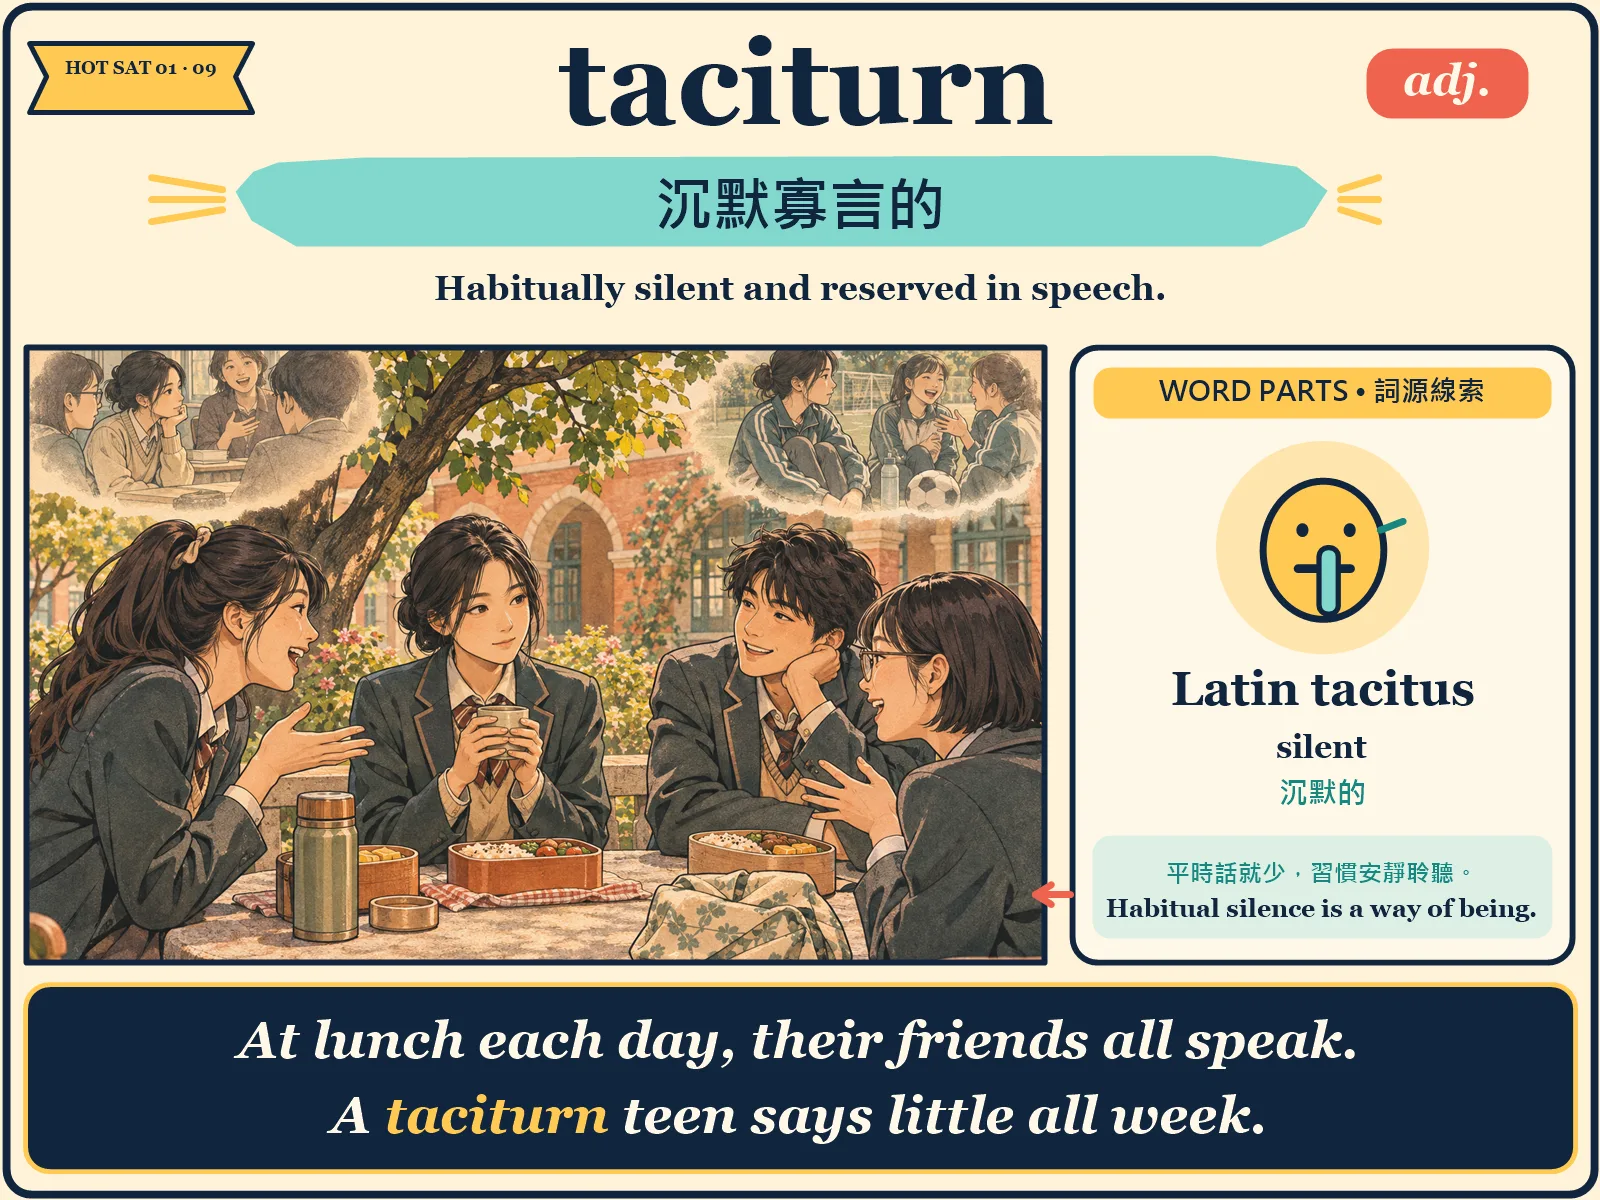 HOT SAT 01 · 09
taciturn
adj.
沉默寡言的
Habitually silent and reserved in speech.
WORD PARTS • 詞源線索
Latin tacitus
silent
沉默的
平時話就少，習慣安靜聆聽。
Habitual silence is a way of being.
At lunch each day, their friends all speak.
A taciturn teen says little all week.